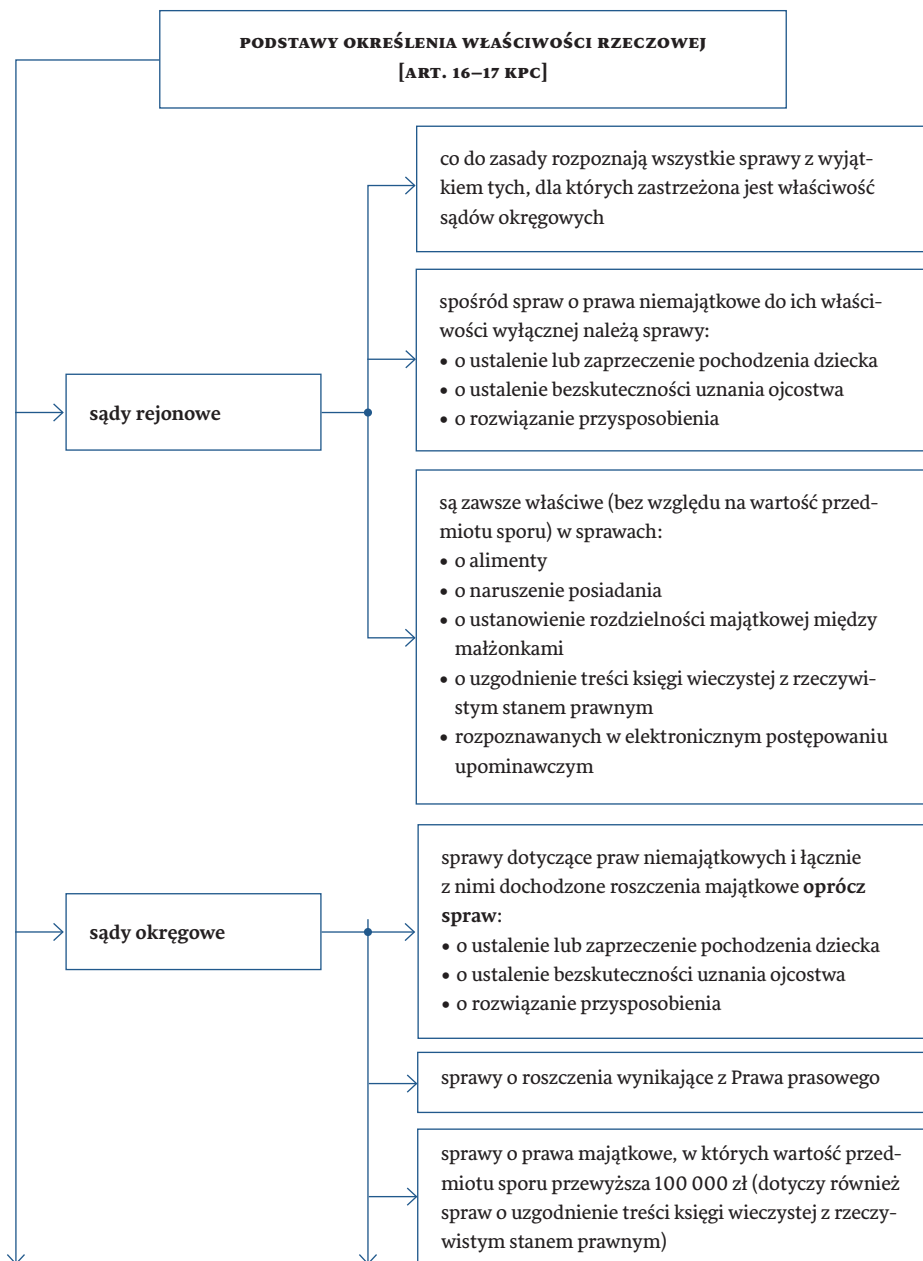 PODSTAWY OKREŚLENIA WŁAŚCIWOŚCI RZECZOWEJ
[ART. 16–17 KPC]
co do zasady rozpoznają wszystkie sprawy z wyjąt-
kiem tych, dla których zastrzeżona jest właściwość
sądów okręgowych
spośród spraw o prawa niemajątkowe do ich właści-
wości wyłącznej należą sprawy:
• o ustalenie lub zaprzeczenie pochodzenia dziecka
• o ustalenie bezskuteczności uznania ojcostwa
• o rozwiązanie przysposobienia
sądy rejonowe
są zawsze właściwe (bez względu na wartość przed-
miotu sporu) w sprawach:
• o alimenty
• o naruszenie posiadania
• o ustanowienie rozdzielności majątkowej między
małżonkami
• o uzgodnienie treści księgi wieczystej z rzeczywi-
stym stanem prawnym
• rozpoznawanych w elektronicznym postępowaniu
upominawczym
sądy okręgowe
sprawy dotyczące praw niemajątkowych i łącznie
z nimi dochodzone roszczenia majątkowe oprócz
spraw:
• o ustalenie lub zaprzeczenie pochodzenia dziecka
• o ustalenie bezskuteczności uznania ojcostwa
• o rozwiązanie przysposobienia
sprawy o roszczenia wynikające z Prawa prasowego
sprawy o prawa majątkowe, w których wartość przed-
miotu sporu przewyższa 100 000 zł (dotyczy również
spraw o uzgodnienie treści księgi wieczystej z rzeczy-
wistym stanem prawnym)